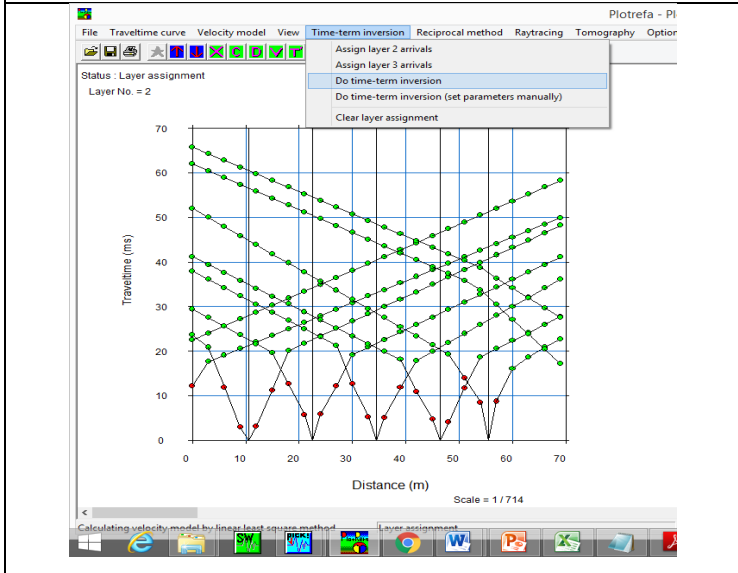 Plotrefa - Pl
File Traveltime curve Velocity model View Time-term inversion Reciprocal method Raytracing Tomography Option
Assign layer 2 arrivals
Assign layer 3 arrivals
Do time-term inversion
Do time-term inversion (set parameters manually)
Clear layer assignment
Status : Layer assignment
Layer No. = 2
70
60
50
40
30
20
10
0
Traveltime (ms)
0 10 20 30 40 50 60 70
Distance (m)
Scale = 1 / 714
Calculating velocity model by linear least square method Layer assignment